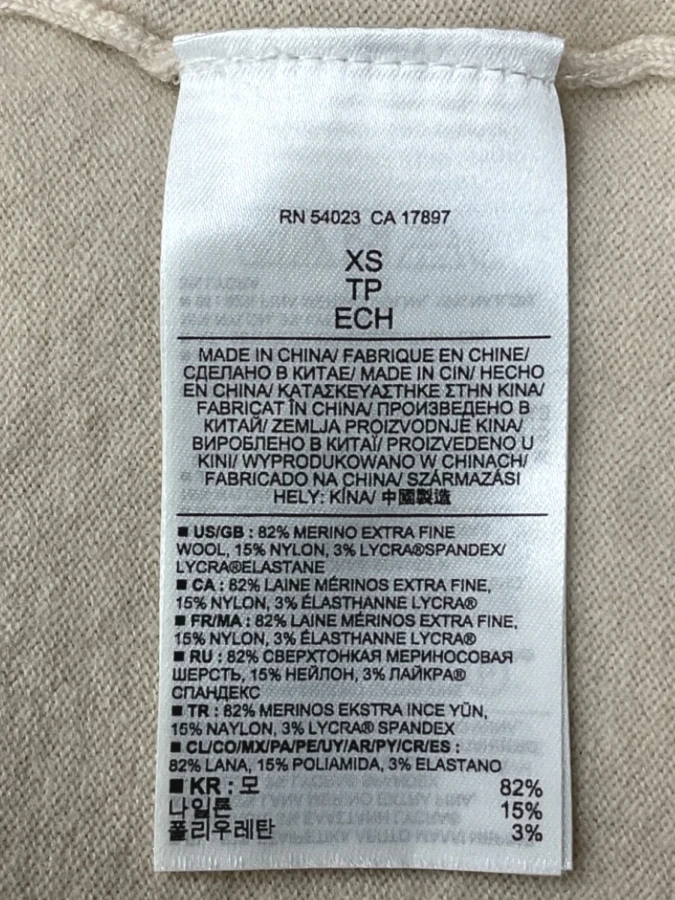 RN 54023 CA 17897
XS
TP
ECH
MADE IN CHINA/ FABRIQUE EN CHINE/
СДЕЛАНО В КИТАЕ/ MADE IN CIN/ HECHO
EN CHINA/ ΚΑΤΑΣΚΕΥΑΣΤΗΚΕ ΣΤΗΝ ΚΙΝΑ/
FABRICAT ÎN CHINA/ ПРОИЗВЕДЕНО В
КИТАЙ/ ZEMLJA PROIZVODNJE KINA/
ВИРОБЛЕНО В КИТАЇ/ PROIZVEDENO U
KINI/ WYPRODUKOWANO W CHINACH/
FABRICADO NA CHINA/ SZÁRMAZÁSI
HELY: KÍNA/ 中國製造
■ US/GB : 82% MERINO EXTRA FINE
WOOL, 15% NYLON, 3% LYCRA®SPANDEX/
LYCRA®ELASTANE
■ CA : 82% LAINE MÉRINOS EXTRA FINE,
15% NYLON, 3% ÉLASTHANNE LYCRA®
■ FR/MA : 82% LAINE MÉRINOS EXTRA FINE,
15% NYLON, 3% ÉLASTHANNE LYCRA®
■ RU : 82% СВЕРХТОНКАЯ МЕРИНОСОВАЯ
ШЕРСТЬ, 15% НЕЙЛОН, 3% ЛАЙКРА®
СПАНДЕКС
■ TR : 82% MERINOS EKSTRA INCE YÜN,
15% NAYLON, 3% LYCRA® SPANDEX
■ CL/CO/MX/PA/PE/UY/AR/PY/CR/ES :
82% LANA, 15% POLIAMIDA, 3% ELASTANO
■ KR : 모 82%
나일론 15%
폴리우레탄 3%